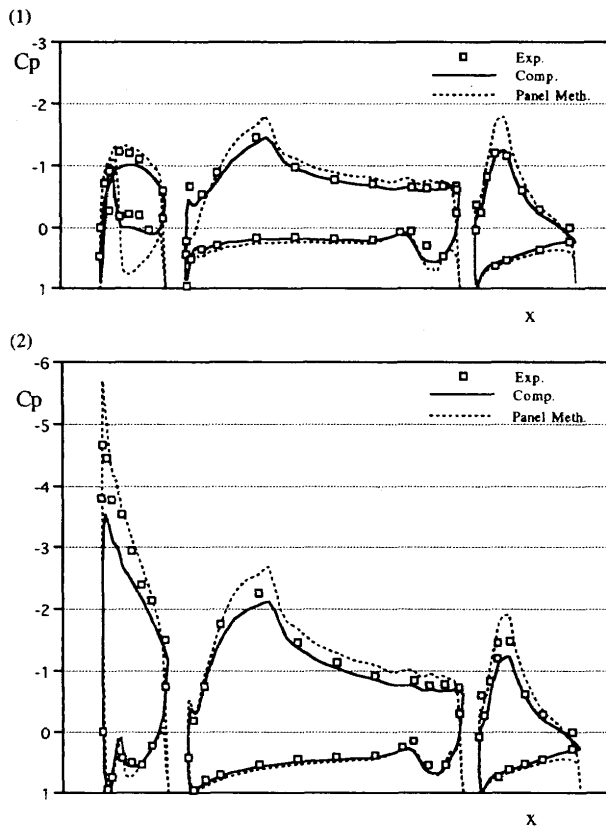 (1)
-3
Cp
Exp.
Comp.
Panel Meth.
-2
-1
0
1
x
(2)
-6
Cp
Exp.
Comp.
Panel Meth.
-5
-4
-3
-2
-1
0
1
x